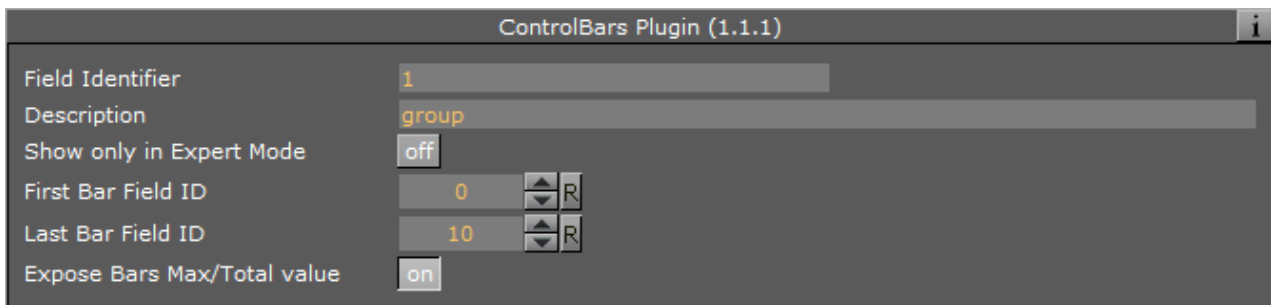 ControlBars Plugin (1.1.1) i
Field Identifier 1
Description group
Show only in Expert Mode off
First Bar Field ID 0 R
Last Bar Field ID 10 R
Expose Bars Max/Total value on